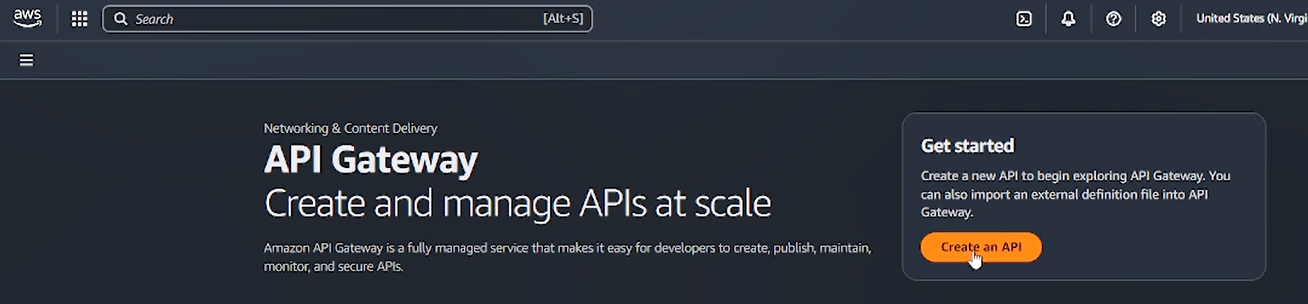 aws
Search
[Alt+S]
United States (N. Virgi
Networking & Content Delivery
API Gateway
Create and manage APIs at scale
Amazon API Gateway is a fully managed service that makes it easy for developers to create, publish, maintain,
monitor, and secure APIs.
Get started
Create a new API to begin exploring API Gateway. You
can also import an external definition file into API
Gateway.
Create an API